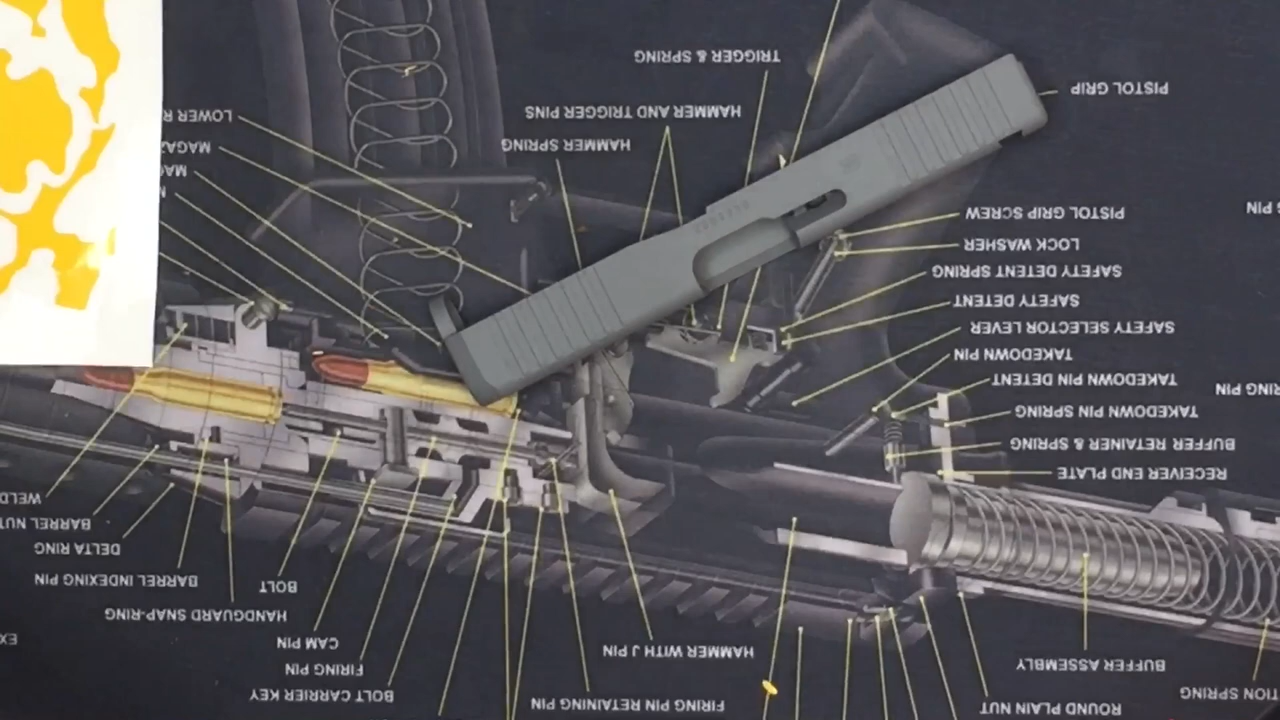 TRIGGER & SPRING
PISTOL GRIP
HAMMER AND TRIGGER PINS
LOWER
HAMMER SPRING
PISTOL GRIP SCREW
LOCK WASHER
SAFETY DETENT SPRING
SAFETY DETENT
SAFETY SELECTOR LEVER
TAKEDOWN PIN
TAKEDOWN PIN DETENT
TAKEDOWN PIN SPRING
BUFFER RETAINER & SPRING
RECEIVER END PLATE
PIN
RING PIN
WELD
BARREL NUT
DELTA RING
BARREL INDEXING PIN
BOLT
HANDGUARD SNAP-RING
CAM PIN
FIRING PIN
BOLT CARRIER KEY
HAMMER WITH J PIN
FIRING PIN RETAINING PIN
BUFFER ASSEMBLY
TION SPRING
ROUND PLAIN NUT